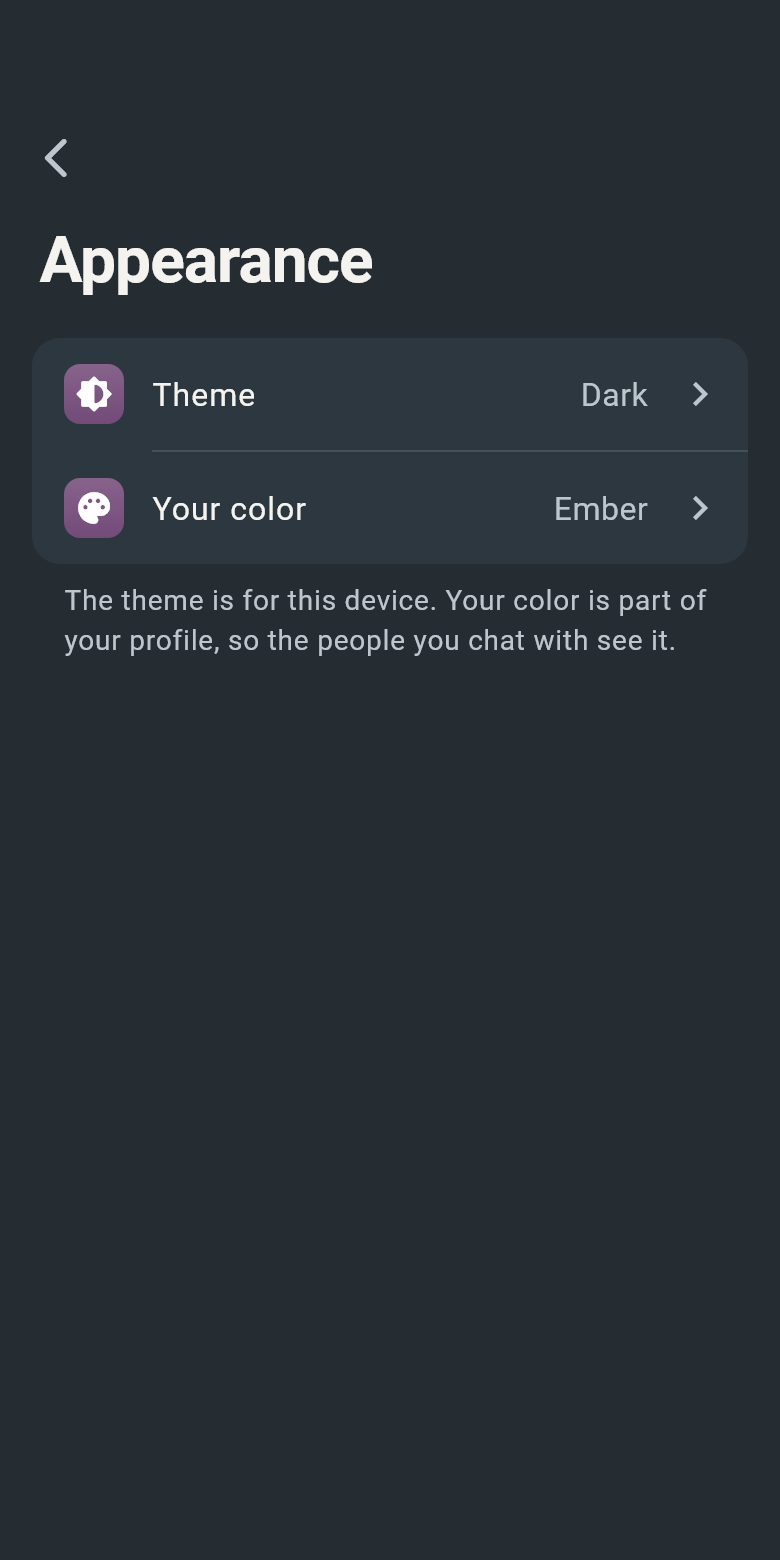 Appearance
Theme Dark
Your color Ember
The theme is for this device. Your color is part of
your profile, so the people you chat with see it.